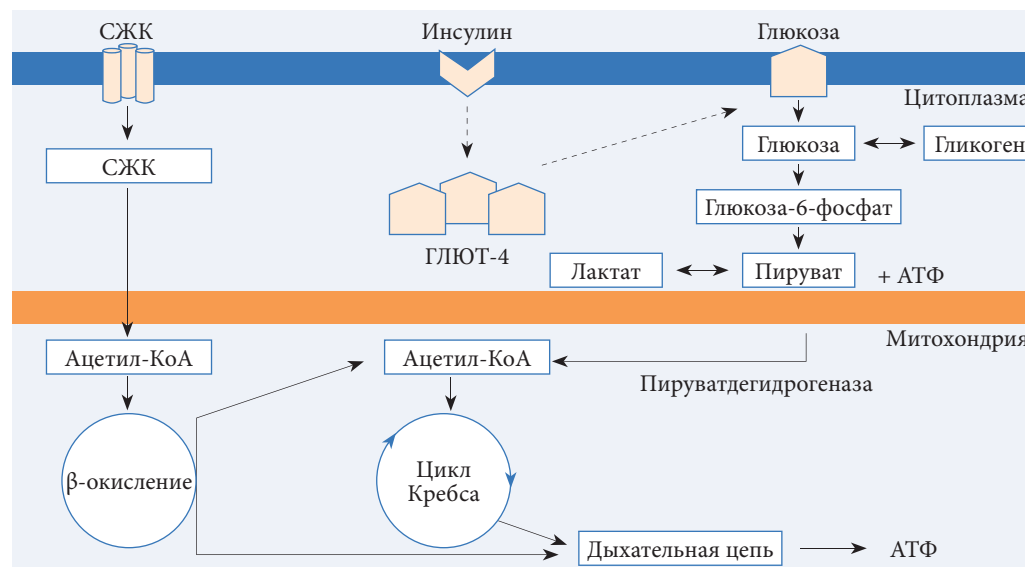 СЖК
Инсулин
Глюкоза
Цитоплазма
СЖК
Глюкоза
Гликоген
Глюкоза-6-фосфат
ГЛЮТ-4
Лактат
Пируват
+ АТФ
Митохондрия
Ацетил-КоА
Ацетил-КоА
Пируватдегидрогеназа
β-окисление
Цикл
Кребса
Дыхательная цепь
АТФ